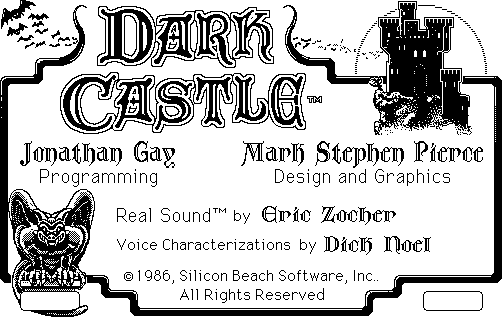 DARK
CASTLE™
Jonathan Gay
Mark Stephen Pierce
Programming
Design and Graphics
Real Sound™ by Eric Zocher
Voice Characterizations by Dick Noel
©1986, Silicon Beach Software, Inc.
All Rights Reserved